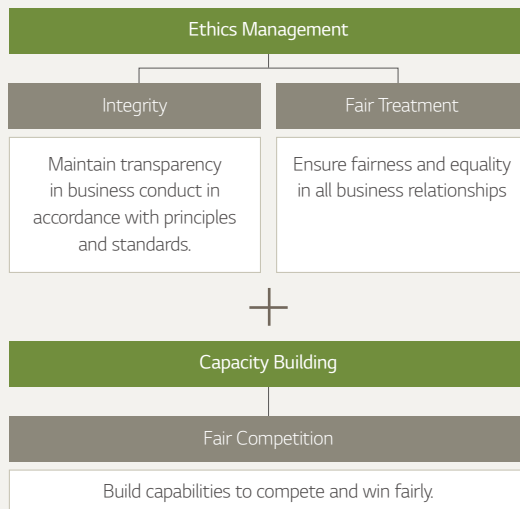 Ethics Management
Integrity
Fair Treatment
Maintain transparency
in business conduct in
accordance with principles
and standards.
Ensure fairness and equality
in all business relationships
+
Capacity Building
Fair Competition
Build capabilities to compete and win fairly.